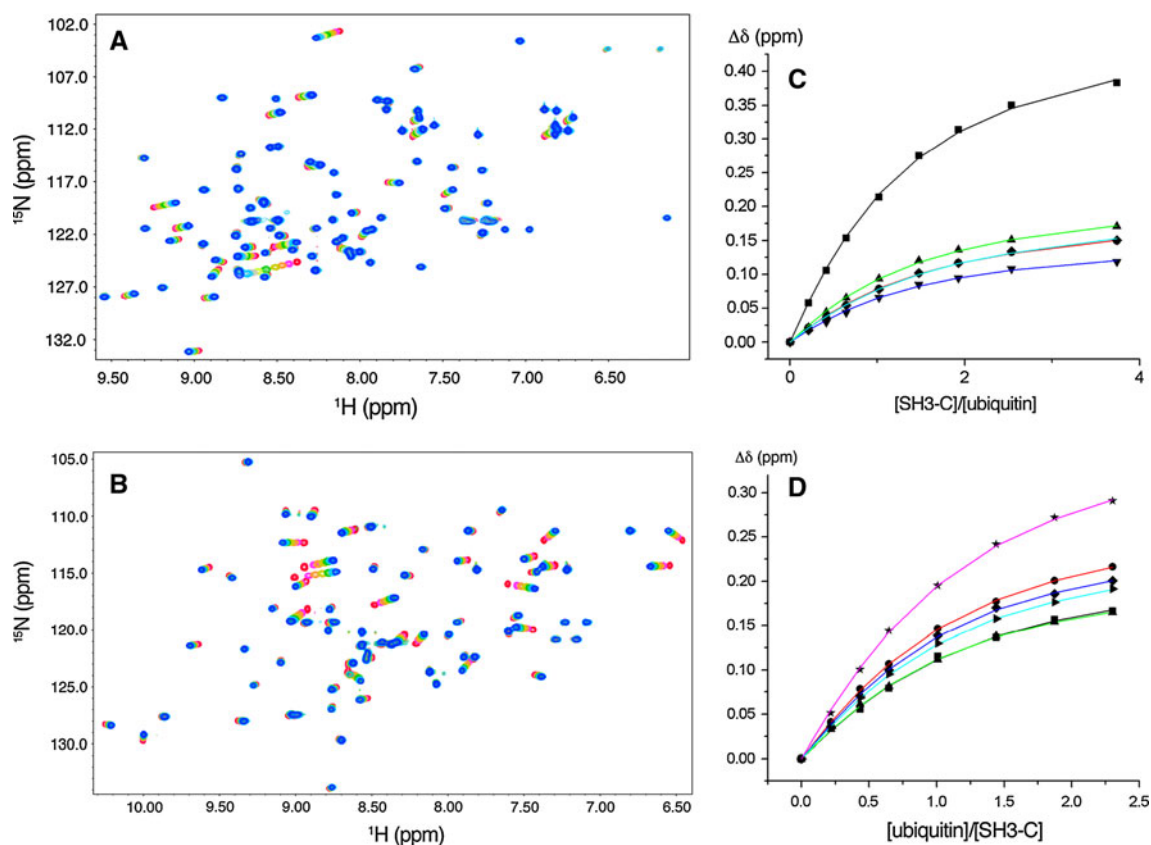 A
102.0
107.0
112.0
117.0
122.0
127.0
132.0
¹⁵N (ppm)
9.50 9.00 8.50 8.00 7.50 7.00 6.50
¹H (ppm)
Δδ (ppm)
C
0.40
0.35
0.30
0.25
0.20
0.15
0.10
0.05
0.00
0 2 4
[SH3-C]/[ubiquitin]
B
105.0
110.0
115.0
120.0
125.0
130.0
¹⁵N (ppm)
10.00 9.50 9.00 8.50 8.00 7.50 7.00 6.50
¹H (ppm)
Δδ (ppm)
D
0.30
0.25
0.20
0.15
0.10
0.05
0.00
0.0 0.5 1.0 1.5 2.0 2.5
[ubiquitin]/[SH3-C]